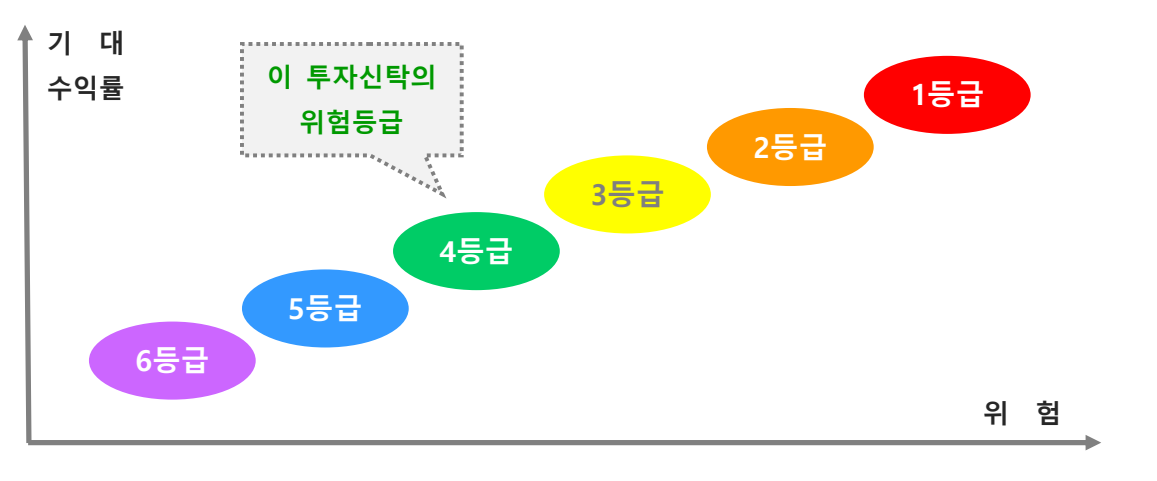 기 대
수익률
이 투자신탁의
위험등급
1등급
2등급
3등급
4등급
5등급
6등급
위 험